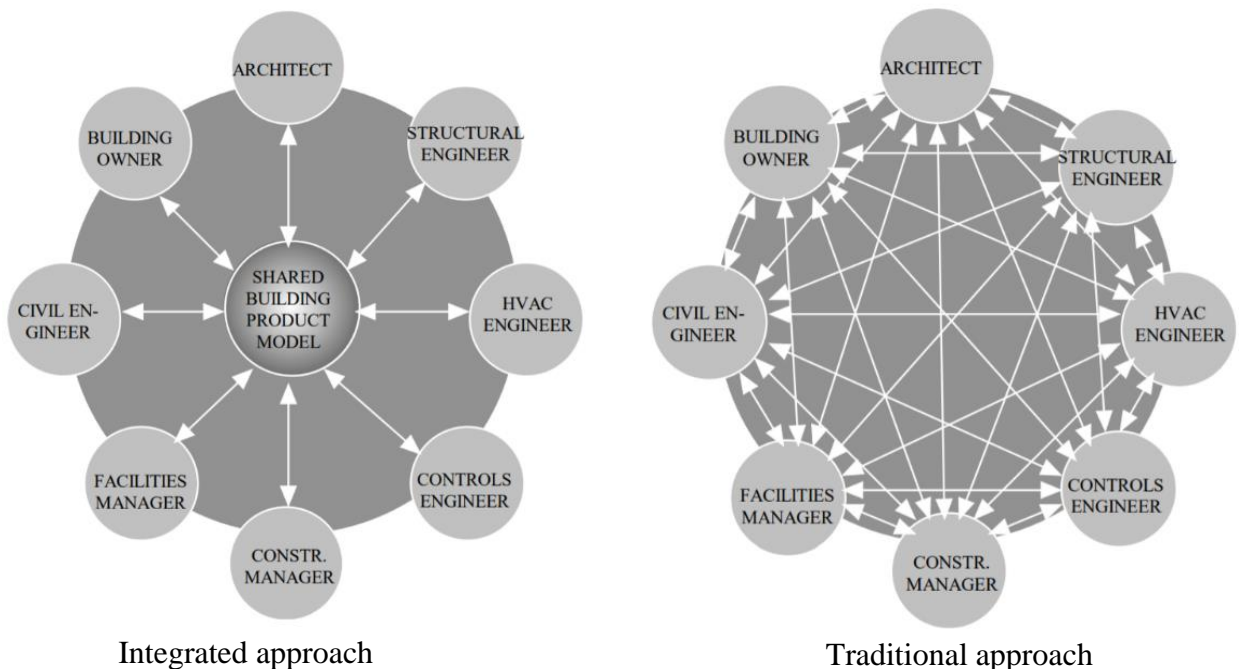 ARCHITECT
BUILDING
OWNER
STRUCTURAL
ENGINEER
SHARED
BUILDING
PRODUCT
MODEL
CIVIL EN-
GINEER
HVAC
ENGINEER
FACILITIES
MANAGER
CONTROLS
ENGINEER
CONSTR.
MANAGER
Integrated approach
ARCHITECT
BUILDING
OWNER
STRUCTURAL
ENGINEER
CIVIL EN-
GINEER
HVAC
ENGINEER
FACILITIES
MANAGER
CONTROLS
ENGINEER
CONSTR.
MANAGER
Traditional approach